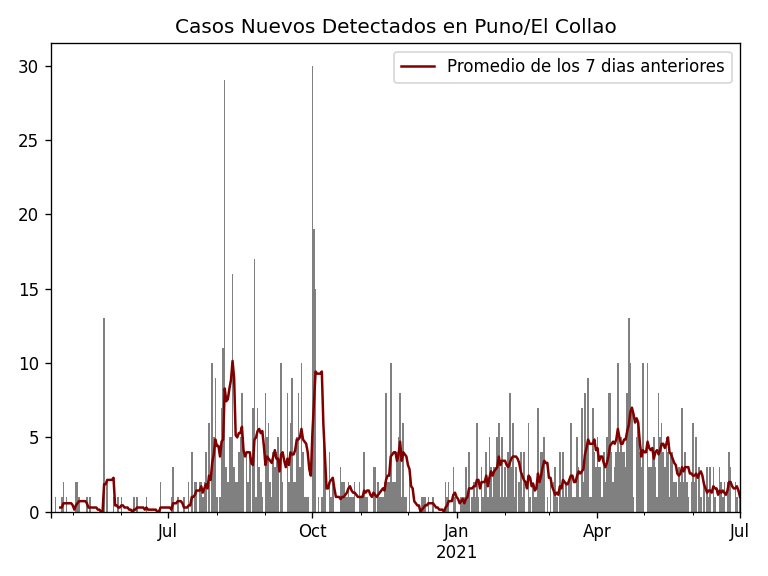 Casos Nuevos Detectados en Puno/El Collao
Promedio de los 7 dias anteriores
30
25
20
15
10
5
0
Jul
Oct
Jan
Apr
Jul
2021